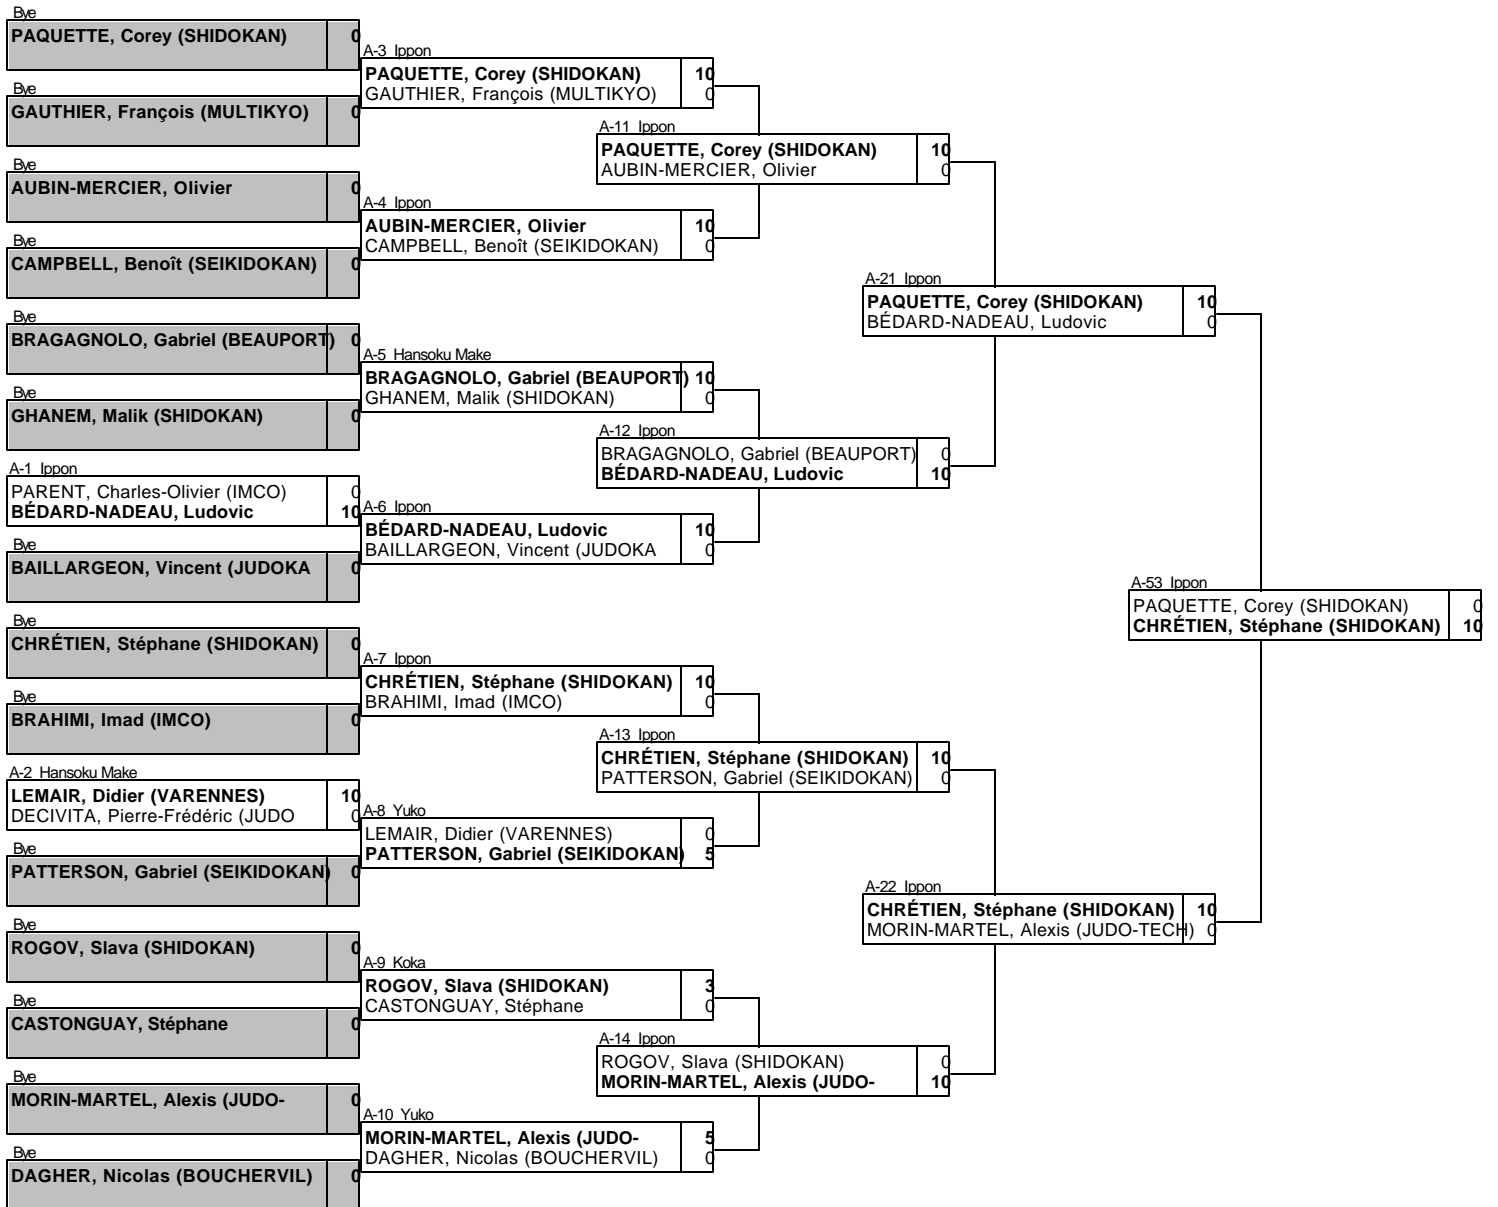 Bye
PAQUETTE, Corey (SHIDOKAN) 0
Bye
GAUTHIER, François (MULTIKYO) 0
Bye
AUBIN-MERCIER, Olivier 0
Bye
CAMPBELL, Benoît (SEIKIDOKAN) 0
Bye
BRAGAGNOLO, Gabriel (BEAUPORT) 0
Bye
GHANEM, Malik (SHIDOKAN) 0
A-1 Ippon
PARENT, Charles-Olivier (IMCO) 0
BÉDARD-NADEAU, Ludovic 10
Bye
BAILLARGEON, Vincent (JUDOKA 0
Bye
CHRÉTIEN, Stéphane (SHIDOKAN) 0
Bye
BRAHIMI, Imad (IMCO) 0
A-2 Hansoku Make
LEMAIR, Didier (VARENNES) 10
DECIVITA, Pierre-Frédéric (JUDO 0
Bye
PATTERSON, Gabriel (SEIKIDOKAN) 0
Bye
ROGOV, Slava (SHIDOKAN) 0
Bye
CASTONGUAY, Stéphane 0
Bye
MORIN-MARTEL, Alexis (JUDO- 0
Bye
DAGHER, Nicolas (BOUCHERVIL) 0
A-3 Ippon
PAQUETTE, Corey (SHIDOKAN) 10
GAUTHIER, François (MULTIKYO) 0
A-4 Ippon
AUBIN-MERCIER, Olivier 10
CAMPBELL, Benoît (SEIKIDOKAN) 0
A-5 Hansoku Make
BRAGAGNOLO, Gabriel (BEAUPORT) 10
GHANEM, Malik (SHIDOKAN) 0
A-6 Ippon
BÉDARD-NADEAU, Ludovic 10
BAILLARGEON, Vincent (JUDOKA 0
A-7 Ippon
CHRÉTIEN, Stéphane (SHIDOKAN) 10
BRAHIMI, Imad (IMCO) 0
A-8 Yuko
LEMAIR, Didier (VARENNES) 0
PATTERSON, Gabriel (SEIKIDOKAN) 5
A-9 Koka
ROGOV, Slava (SHIDOKAN) 3
CASTONGUAY, Stéphane 0
A-10 Yuko
MORIN-MARTEL, Alexis (JUDO- 5
DAGHER, Nicolas (BOUCHERVIL) 0
A-11 Ippon
PAQUETTE, Corey (SHIDOKAN) 10
AUBIN-MERCIER, Olivier 0
A-12 Ippon
BRAGAGNOLO, Gabriel (BEAUPORT) 0
BÉDARD-NADEAU, Ludovic 10
A-13 Ippon
CHRÉTIEN, Stéphane (SHIDOKAN) 10
PATTERSON, Gabriel (SEIKIDOKAN) 0
A-14 Ippon
ROGOV, Slava (SHIDOKAN) 0
MORIN-MARTEL, Alexis (JUDO- 10
A-21 Ippon
PAQUETTE, Corey (SHIDOKAN) 10
BÉDARD-NADEAU, Ludovic 0
A-22 Ippon
CHRÉTIEN, Stéphane (SHIDOKAN) 10
MORIN-MARTEL, Alexis (JUDO-TECH) 0
A-53 Ippon
PAQUETTE, Corey (SHIDOKAN) 0
CHRÉTIEN, Stéphane (SHIDOKAN) 10